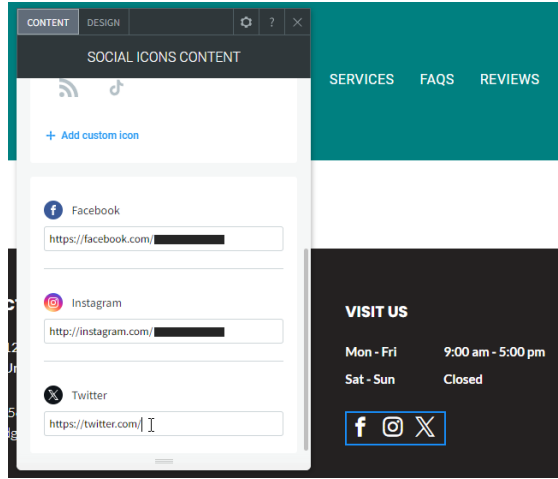 CONTENT DESIGN ?
SOCIAL ICONS CONTENT
SERVICES FAQS REVIEWS
+ Add custom icon
Facebook
https://facebook.com/
Instagram
http://instagram.com/
Twitter
https://twitter.com/
VISIT US
Mon - Fri 9:00 am - 5:00 pm
Sat - Sun Closed